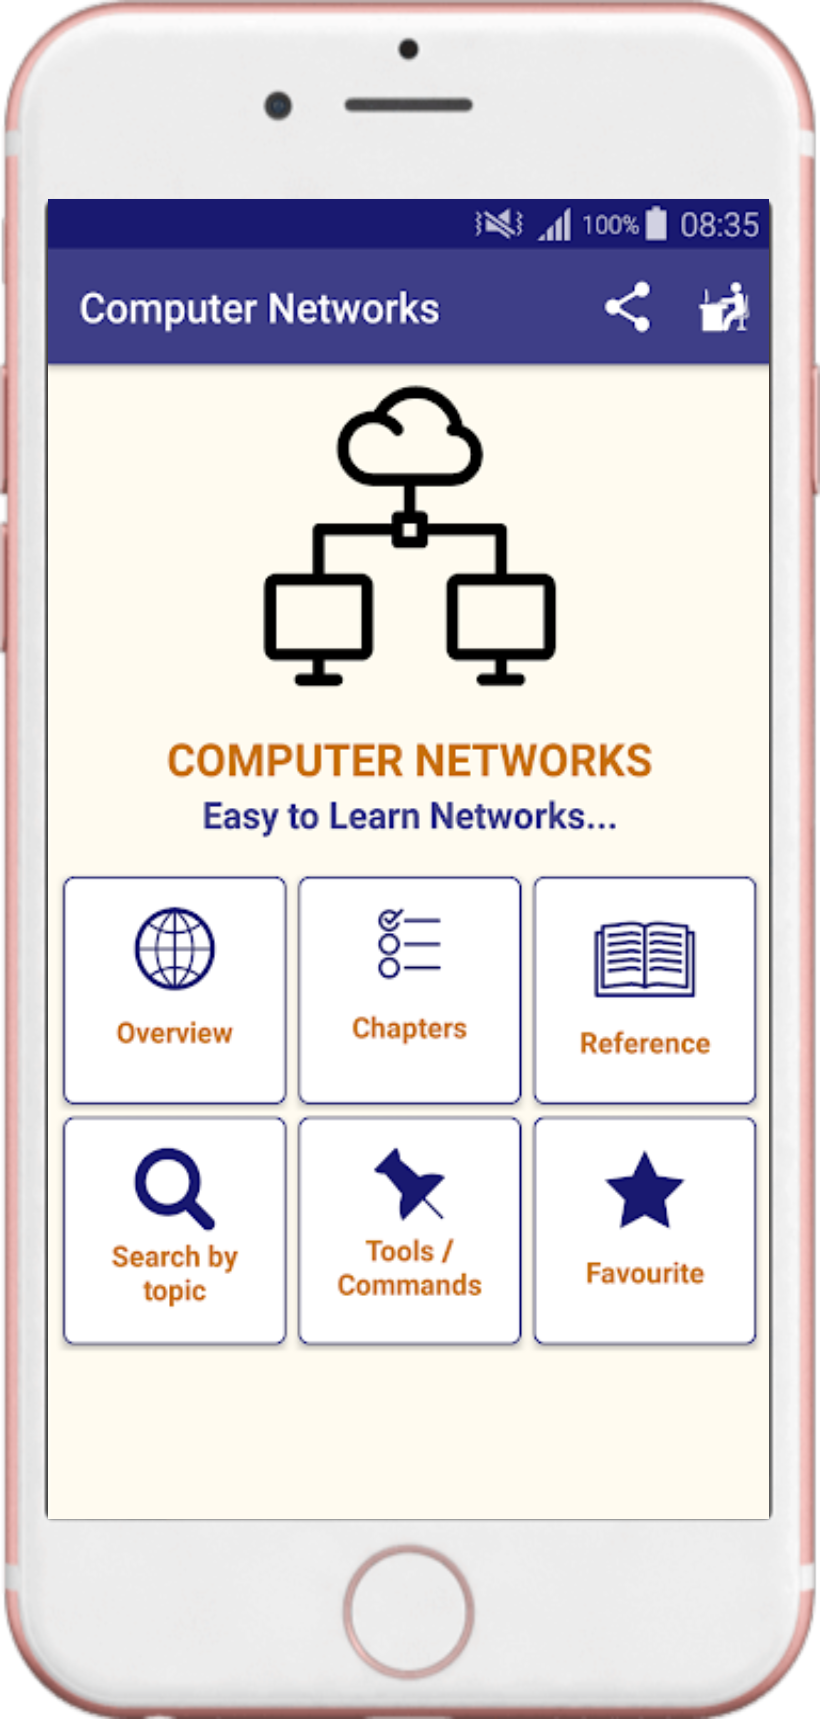 100% 08:35
Computer Networks
COMPUTER NETWORKS
Easy to Learn Networks...
Overview
Chapters
Reference
Search by
topic
Tools /
Commands
Favourite